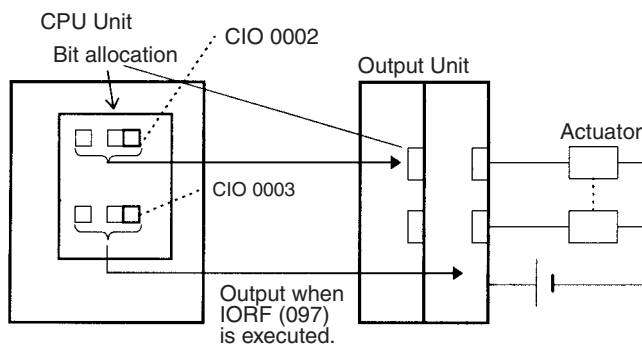 CPU Unit
Bit allocation
CIO 0002
Output Unit
Actuator
CIO 0003
Output when
IORF (097)
is executed.